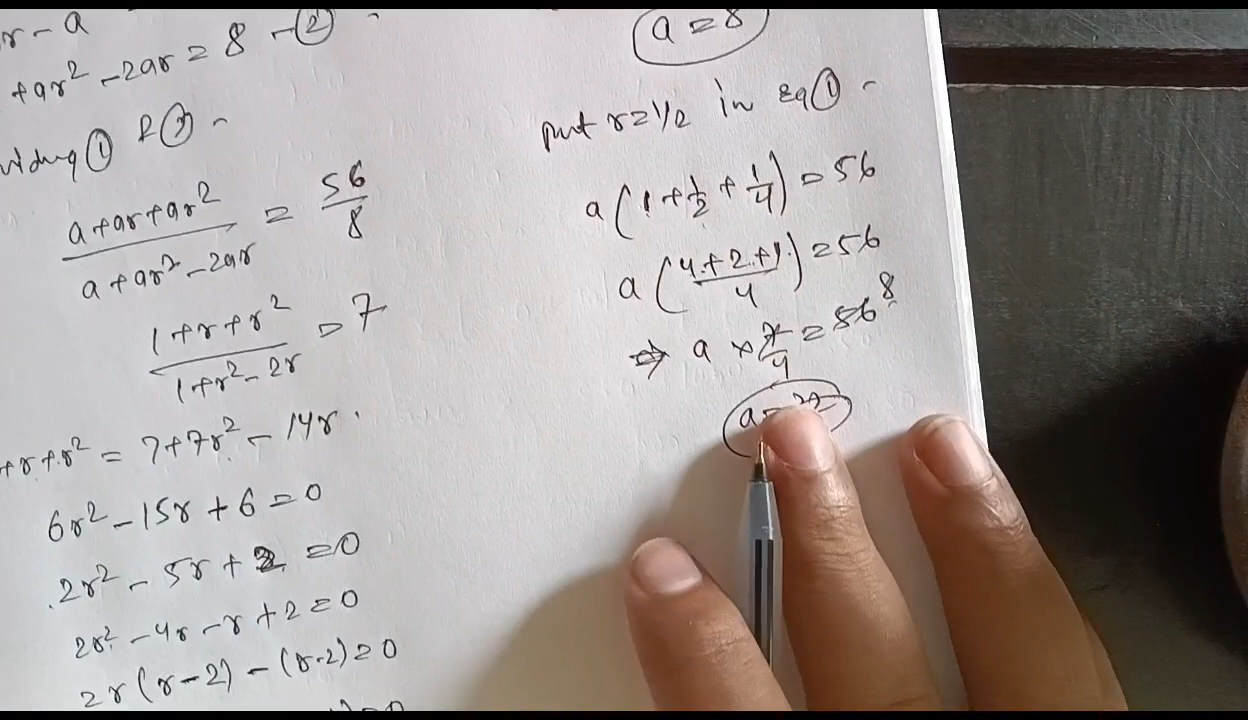 r - a
+ar² - 2ar = 8 - ②
viding ① & ② -
a+ar+ar² / a+ar²-2ar = 56/8
1+r+r² / 1+r²-2r = 7
+r+r² = 7+7r² - 14r.
6r² - 15r + 6 = 0
2r² - 5r + 2 = 0
2r² - 4r - r + 2 = 0
2r(r-2) - (r-2) = 0
a = 8
put r=1/2 in eq ① -
a(1+1/2+1/4) = 56
a(4+2+1/4) = 56
⇒ a × 7/4 = 56 8
a =